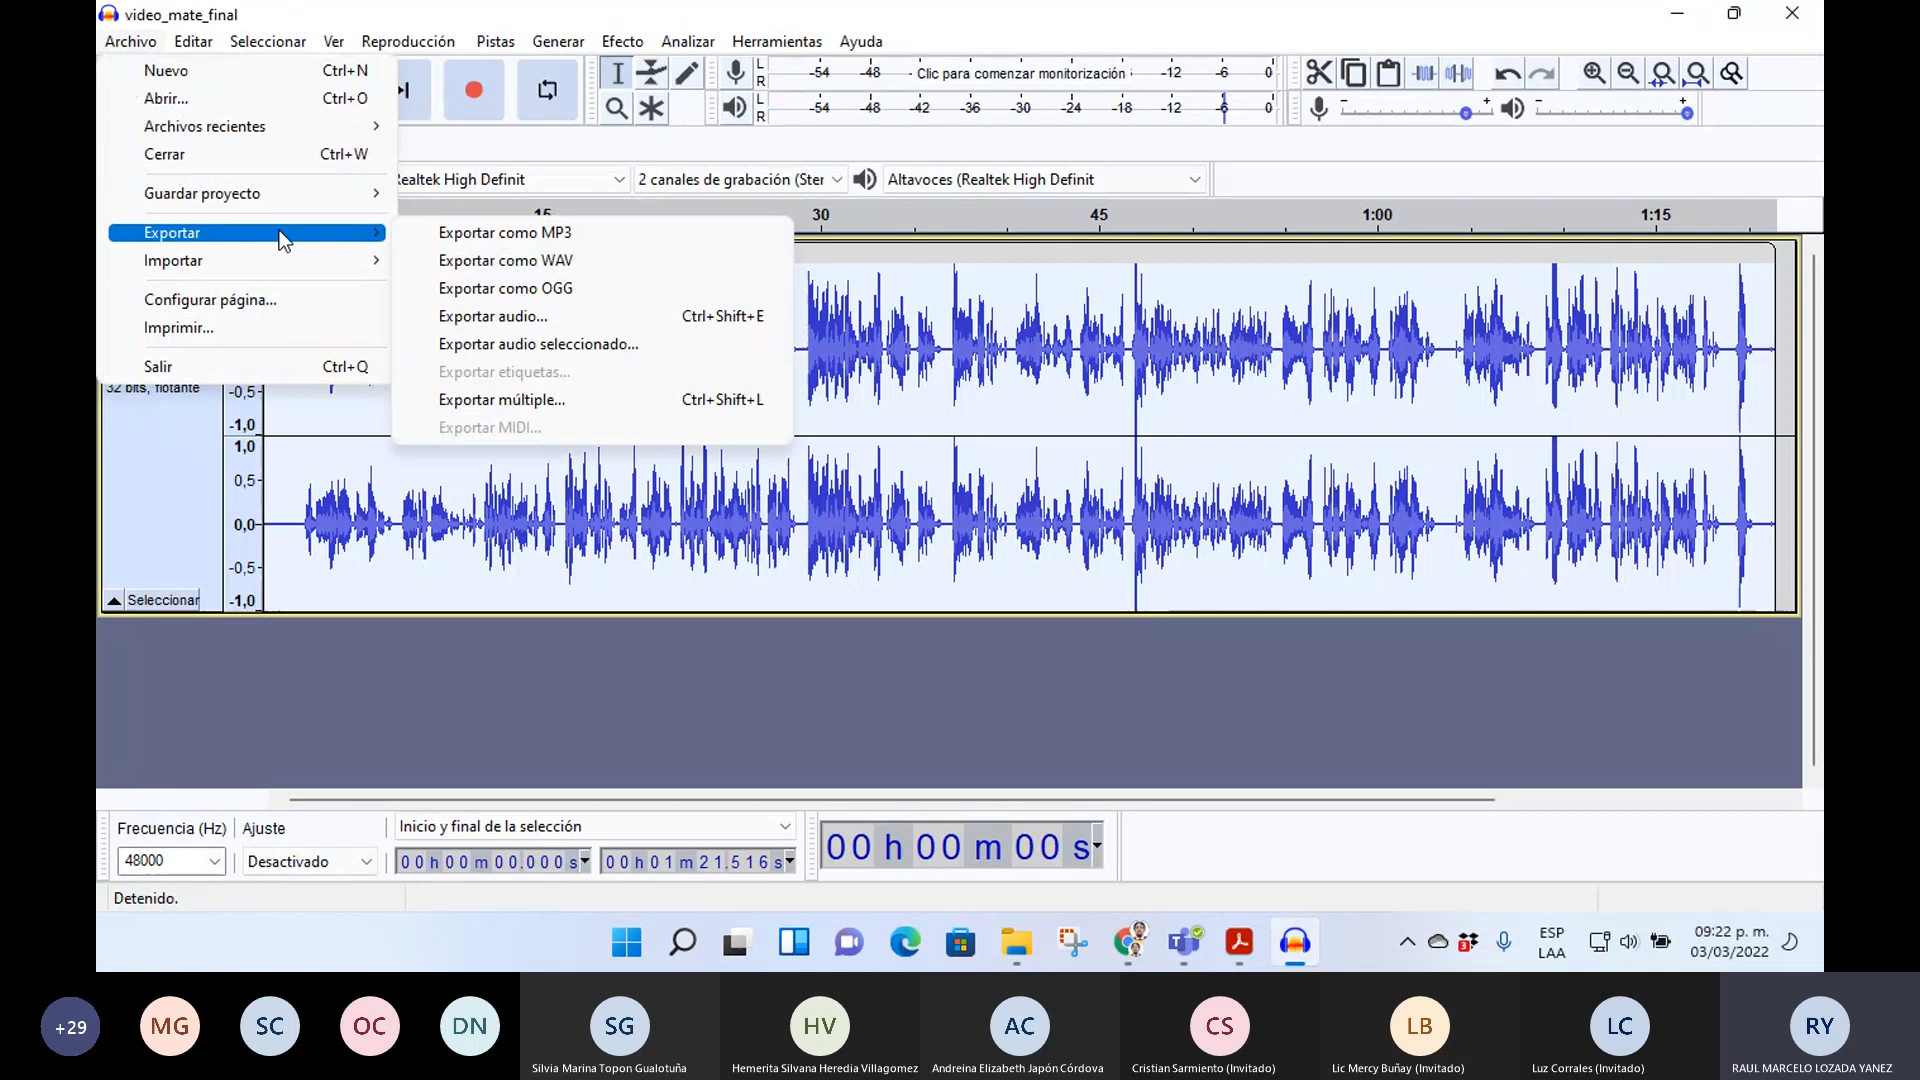 video_mate_final
Archivo Editar Seleccionar Ver Reproducción Pistas Generar Efecto Analizar Herramientas Ayuda
Nuevo Ctrl+N
Abrir... Ctrl+O
Archivos recientes
Cerrar Ctrl+W
Guardar proyecto
Exportar
Importar
Configurar página...
Imprimir...
Salir Ctrl+Q
Exportar como MP3
Exportar como WAV
Exportar como OGG
Exportar audio... Ctrl+Shift+E
Exportar audio seleccionado...
Exportar etiquetas...
Exportar múltiple... Ctrl+Shift+L
Exportar MIDI...
L
R
-54 -48 Clic para comenzar monitorización -12 -6 0
L
R
-54 -48 -42 -36 -30 -24 -18 -12 -6 0
- +
- +
Realtek High Definit
2 canales de grabación (Ster
Altavoces (Realtek High Definit
15 30 45 1:00 1:15
32 bits, flotante
-0,5
-1,0
1,0
0,5
0,0
-0,5
-1,0
Seleccionar
Frecuencia (Hz) Ajuste
Inicio y final de la selección
48000
Desactivado
00 h 00 m 00.000 s
00 h 01 m 21.516 s
00 h 00 m 00 s
Detenido.
3
ESP
LAA
09:22 p. m.
03/03/2022
+29 MG SC OC DN SG HV AC CS LB LC RY
Silvia Marina Topon Gualotuña
Hemerita Silvana Heredia Villagomez
Andreina Elizabeth Japón Córdova
Cristian Sarmiento (Invitado)
Lic Mercy Buñay (Invitado)
Luz Corrales (Invitado)
RAUL MARCELO LOZADA YANEZ